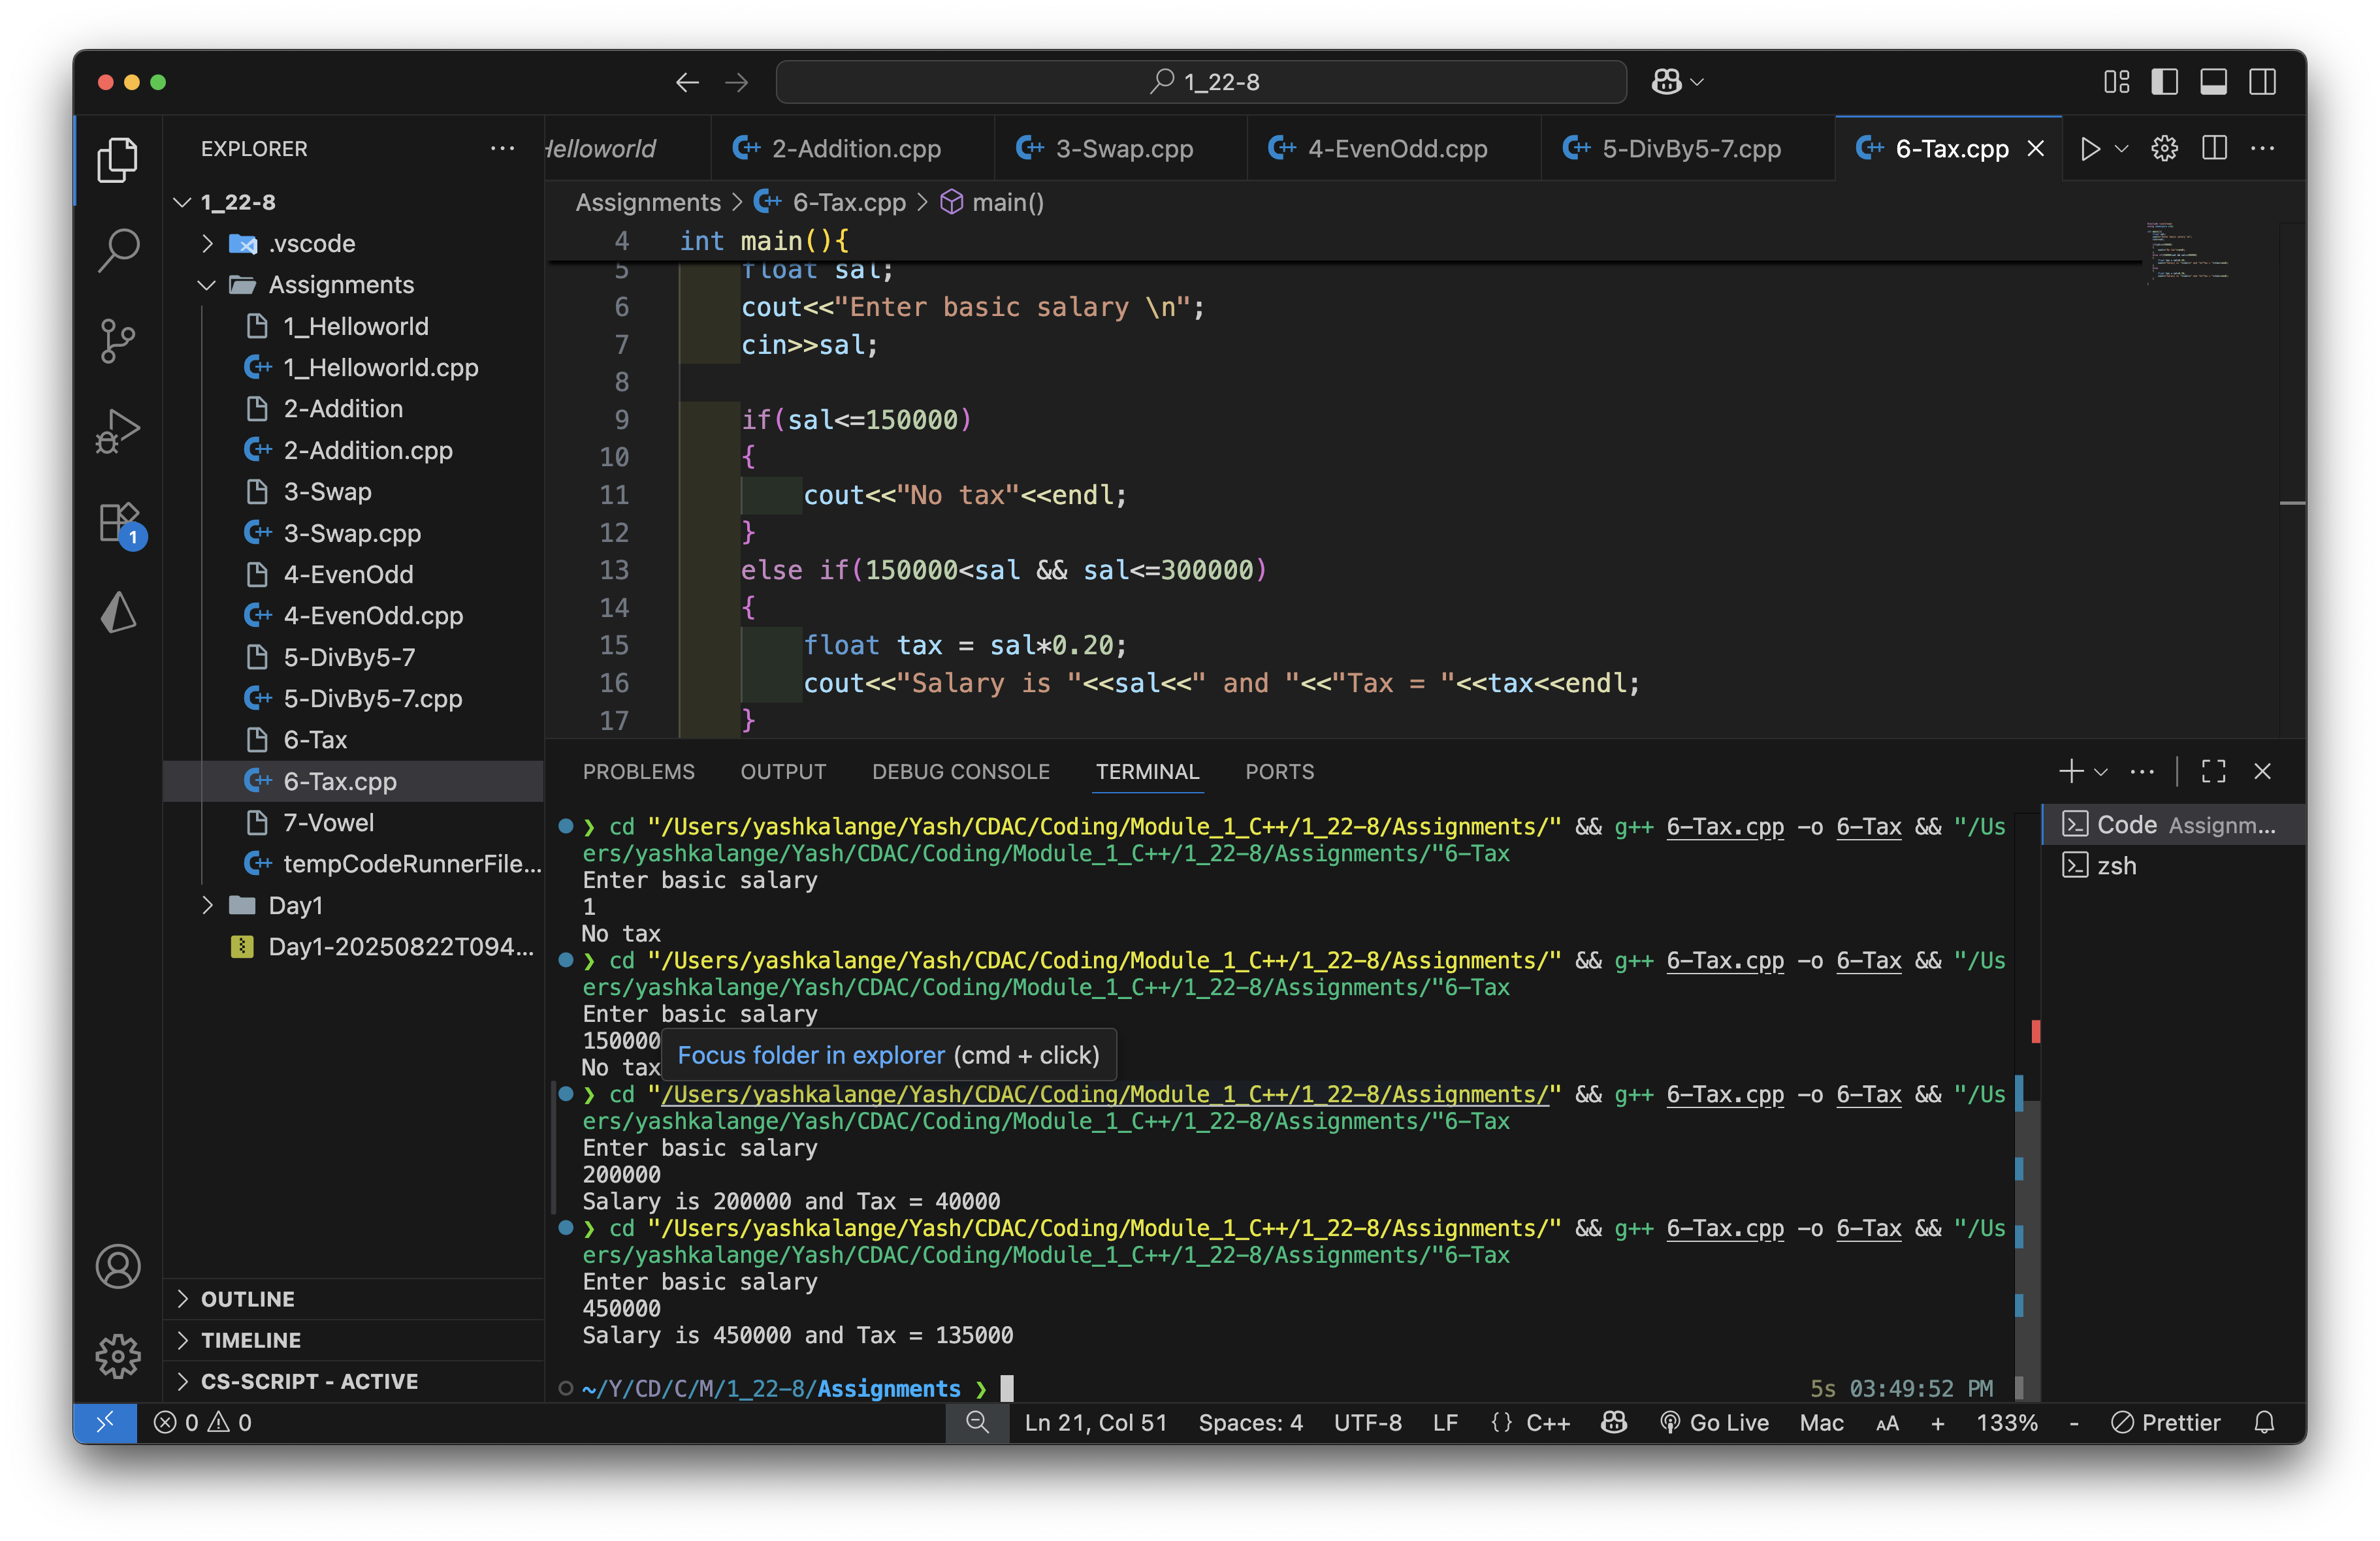 1_22-8
EXPLORER
1_22-8
.vscode
Assignments
1_Helloworld
1_Helloworld.cpp
2-Addition
2-Addition.cpp
3-Swap
3-Swap.cpp
4-EvenOdd
4-EvenOdd.cpp
5-DivBy5-7
5-DivBy5-7.cpp
6-Tax
6-Tax.cpp
7-Vowel
tempCodeRunnerFile...
Day1
Day1-20250822T094...
OUTLINE
TIMELINE
CS-SCRIPT - ACTIVE
1
Helloworld 2-Addition.cpp 3-Swap.cpp 4-EvenOdd.cpp 5-DivBy5-7.cpp 6-Tax.cpp
Assignments > 6-Tax.cpp > main()
4 int main(){
5 float sal;
6 cout<<"Enter basic salary \n";
7 cin>>sal;
8
9 if(sal<=150000)
10 {
11 cout<<"No tax"<<endl;
12 }
13 else if(150000<sal && sal<=300000)
14 {
15 float tax = sal*0.20;
16 cout<<"Salary is "<<sal<<" and "<<"Tax = "<<tax<<endl;
17 }
PROBLEMS OUTPUT DEBUG CONSOLE TERMINAL PORTS
❯ cd "/Users/yashkalange/Yash/CDAC/Coding/Module_1_C++/1_22-8/Assignments/" && g++ 6-Tax.cpp -o 6-Tax && "/Us
ers/yashkalange/Yash/CDAC/Coding/Module_1_C++/1_22-8/Assignments/"6-Tax
Enter basic salary
1
No tax
❯ cd "/Users/yashkalange/Yash/CDAC/Coding/Module_1_C++/1_22-8/Assignments/" && g++ 6-Tax.cpp -o 6-Tax && "/Us
ers/yashkalange/Yash/CDAC/Coding/Module_1_C++/1_22-8/Assignments/"6-Tax
Enter basic salary
150000
No tax
Focus folder in explorer (cmd + click)
❯ cd "/Users/yashkalange/Yash/CDAC/Coding/Module_1_C++/1_22-8/Assignments/" && g++ 6-Tax.cpp -o 6-Tax && "/Us
ers/yashkalange/Yash/CDAC/Coding/Module_1_C++/1_22-8/Assignments/"6-Tax
Enter basic salary
200000
Salary is 200000 and Tax = 40000
❯ cd "/Users/yashkalange/Yash/CDAC/Coding/Module_1_C++/1_22-8/Assignments/" && g++ 6-Tax.cpp -o 6-Tax && "/Us
ers/yashkalange/Yash/CDAC/Coding/Module_1_C++/1_22-8/Assignments/"6-Tax
Enter basic salary
450000
Salary is 450000 and Tax = 135000
~/Y/CD/C/M/1_22-8/Assignments ❯ 5s 03:49:52 PM
Code Assignm...
zsh
0 0 Ln 21, Col 51 Spaces: 4 UTF-8 LF {} C++ Go Live Mac AA + 133% - Prettier